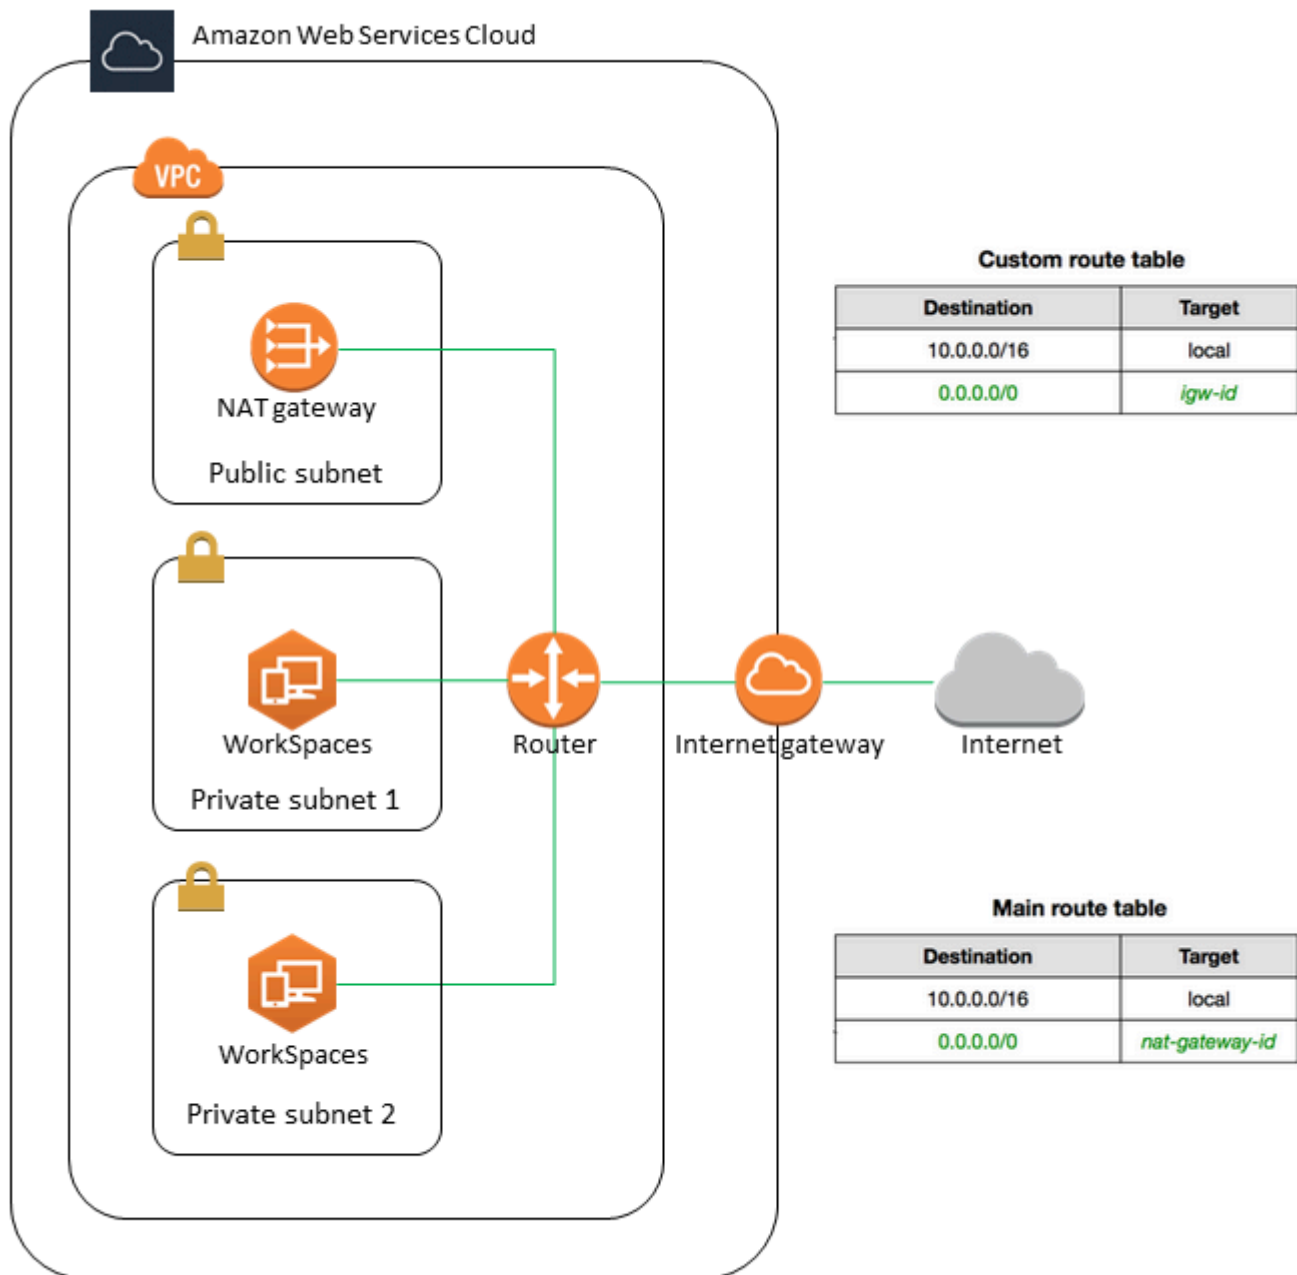 Amazon Web Services Cloud
VPC
NAT gateway
Public subnet
WorkSpaces
Private subnet 1
WorkSpaces
Private subnet 2
Router
Internet gateway
Internet
Custom route table
Destination Target
10.0.0.0/16 local
0.0.0.0/0 igw-id
Main route table
Destination Target
10.0.0.0/16 local
0.0.0.0/0 nat-gateway-id